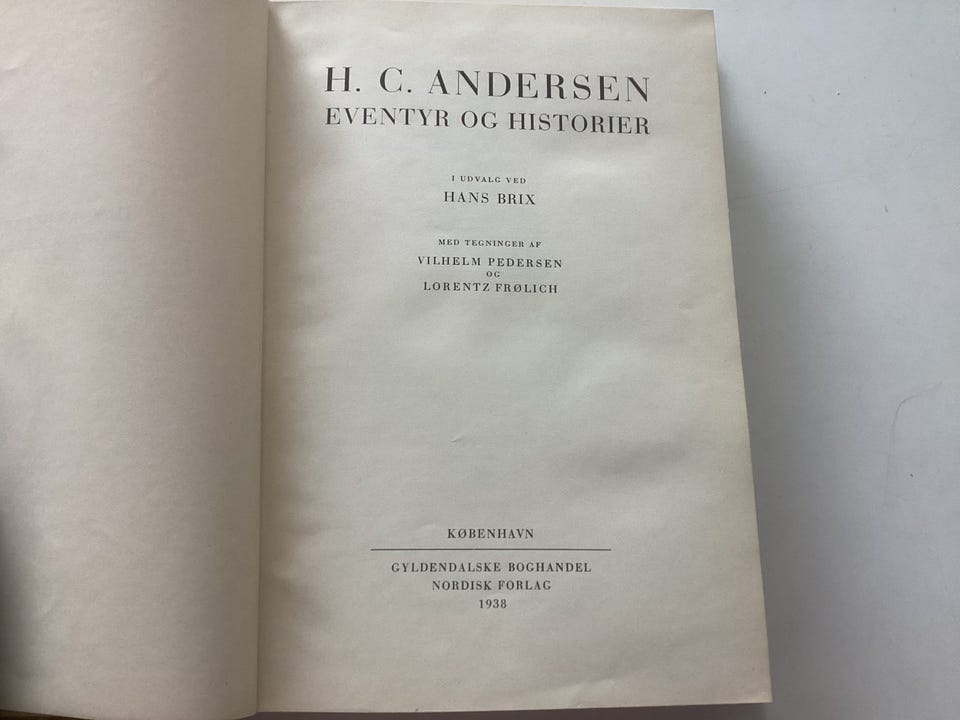 H. C. ANDERSEN
EVENTYR OG HISTORIER
I UDVALG VED
HANS BRIX
MED TEGNINGER AF
VILHELM PEDERSEN
OG
LORENTZ FRØLICH
KØBENHAVN
GYLDENDALSKE BOGHANDEL
NORDISK FORLAG
1938